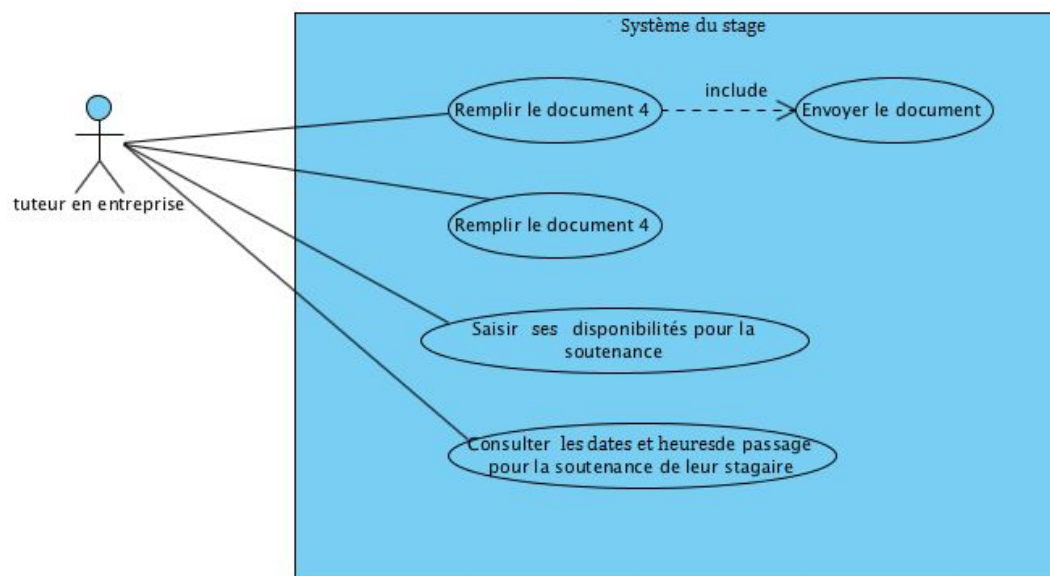 Système du stage
include
Remplir le document 4
Envoyer le document
tuteur en entreprise
Remplir le document 4
Saisir ses disponibilités pour la
soutenance
Consulter les dates et heuresde passage
pour la soutenance de leur stagaire